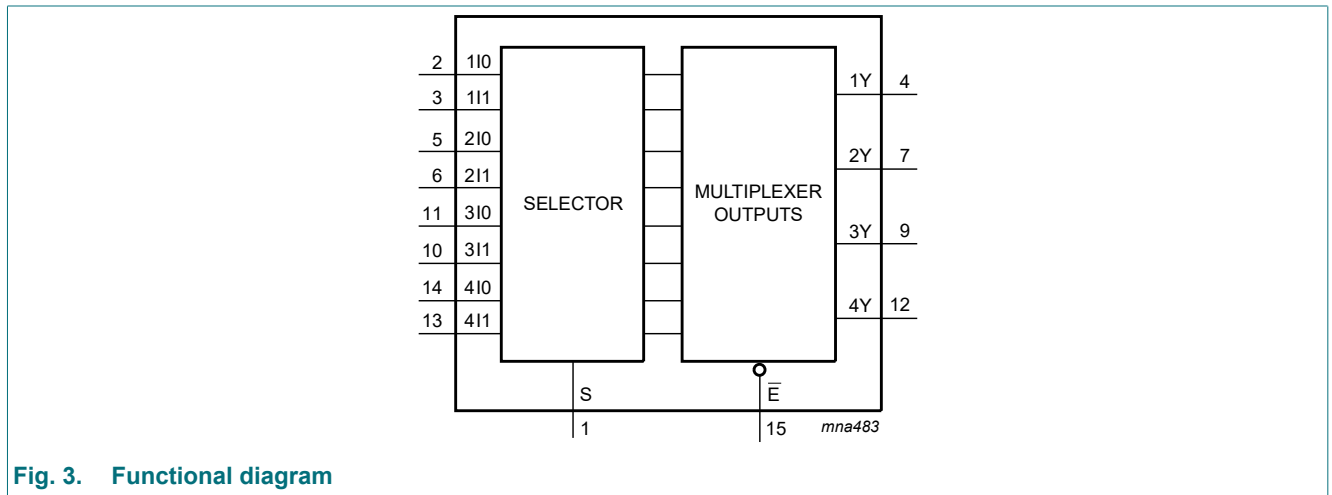 2 1I0
3 1I1
5 2I0
6 2I1
11 3I0
10 3I1
14 4I0
13 4I1
SELECTOR
MULTIPLEXER
OUTPUTS
1Y 4
2Y 7
3Y 9
4Y 12
S
1
E̅
15
mna483
Fig. 3. Functional diagram